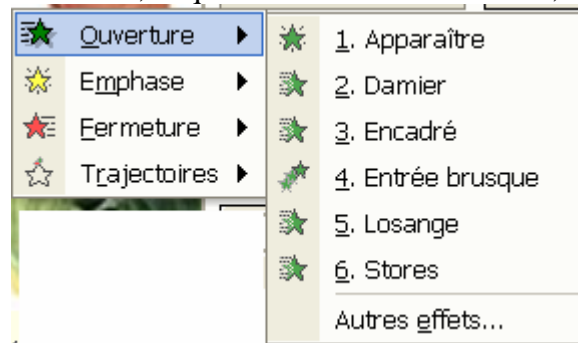 Ouverture
Emphase
Fermeture
Trajectoires
1. Apparaître
2. Damier
3. Encadré
4. Entrée brusque
5. Losange
6. Stores
Autres effets...